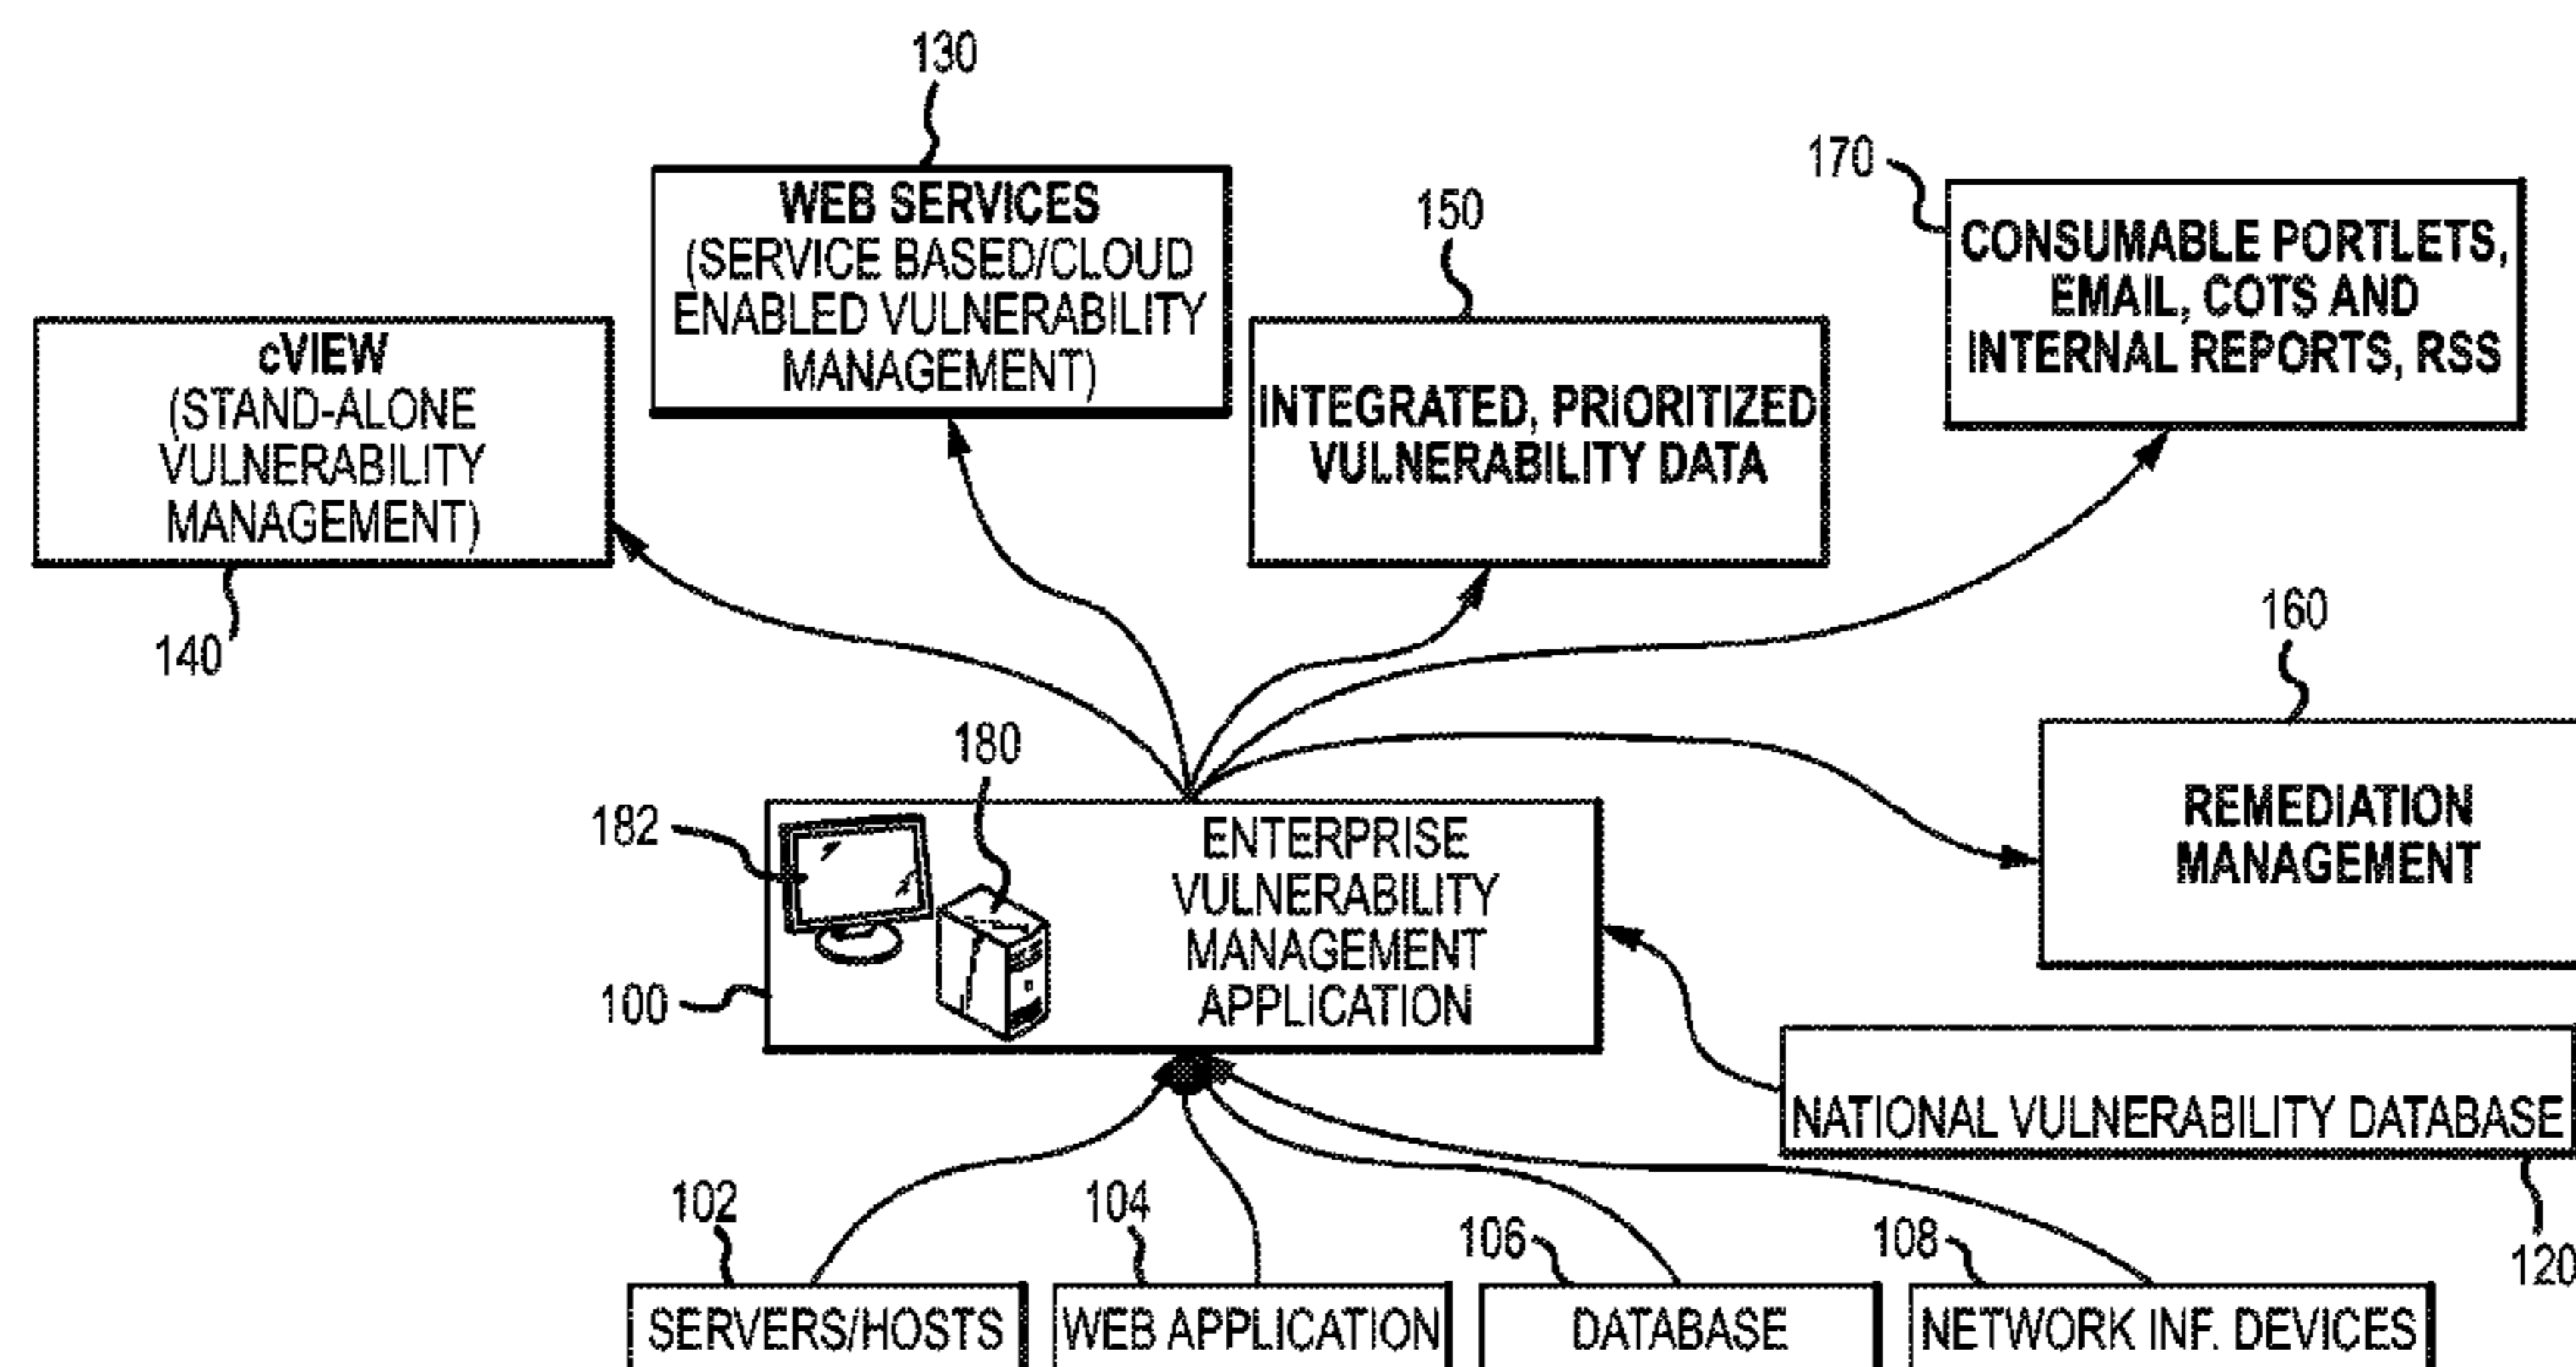 130
WEB SERVICES
(SERVICE BASED/CLOUD
ENABLED VULNERABILITY
MANAGEMENT)
170
CONSUMABLE PORTLETS,
EMAIL, COTS AND
INTERNAL REPORTS, RSS
150
INTEGRATED, PRIORITIZED
VULNERABILITY DATA
cVIEW
(STAND-ALONE
VULNERABILITY
MANAGEMENT)
140
160
REMEDIATION
MANAGEMENT
180
182
100
ENTERPRISE
VULNERABILITY
MANAGEMENT
APPLICATION
NATIONAL VULNERABILITY DATABASE
120
102
SERVERS/HOSTS
104
WEB APPLICATION
106
DATABASE
108
NETWORK INF. DEVICES